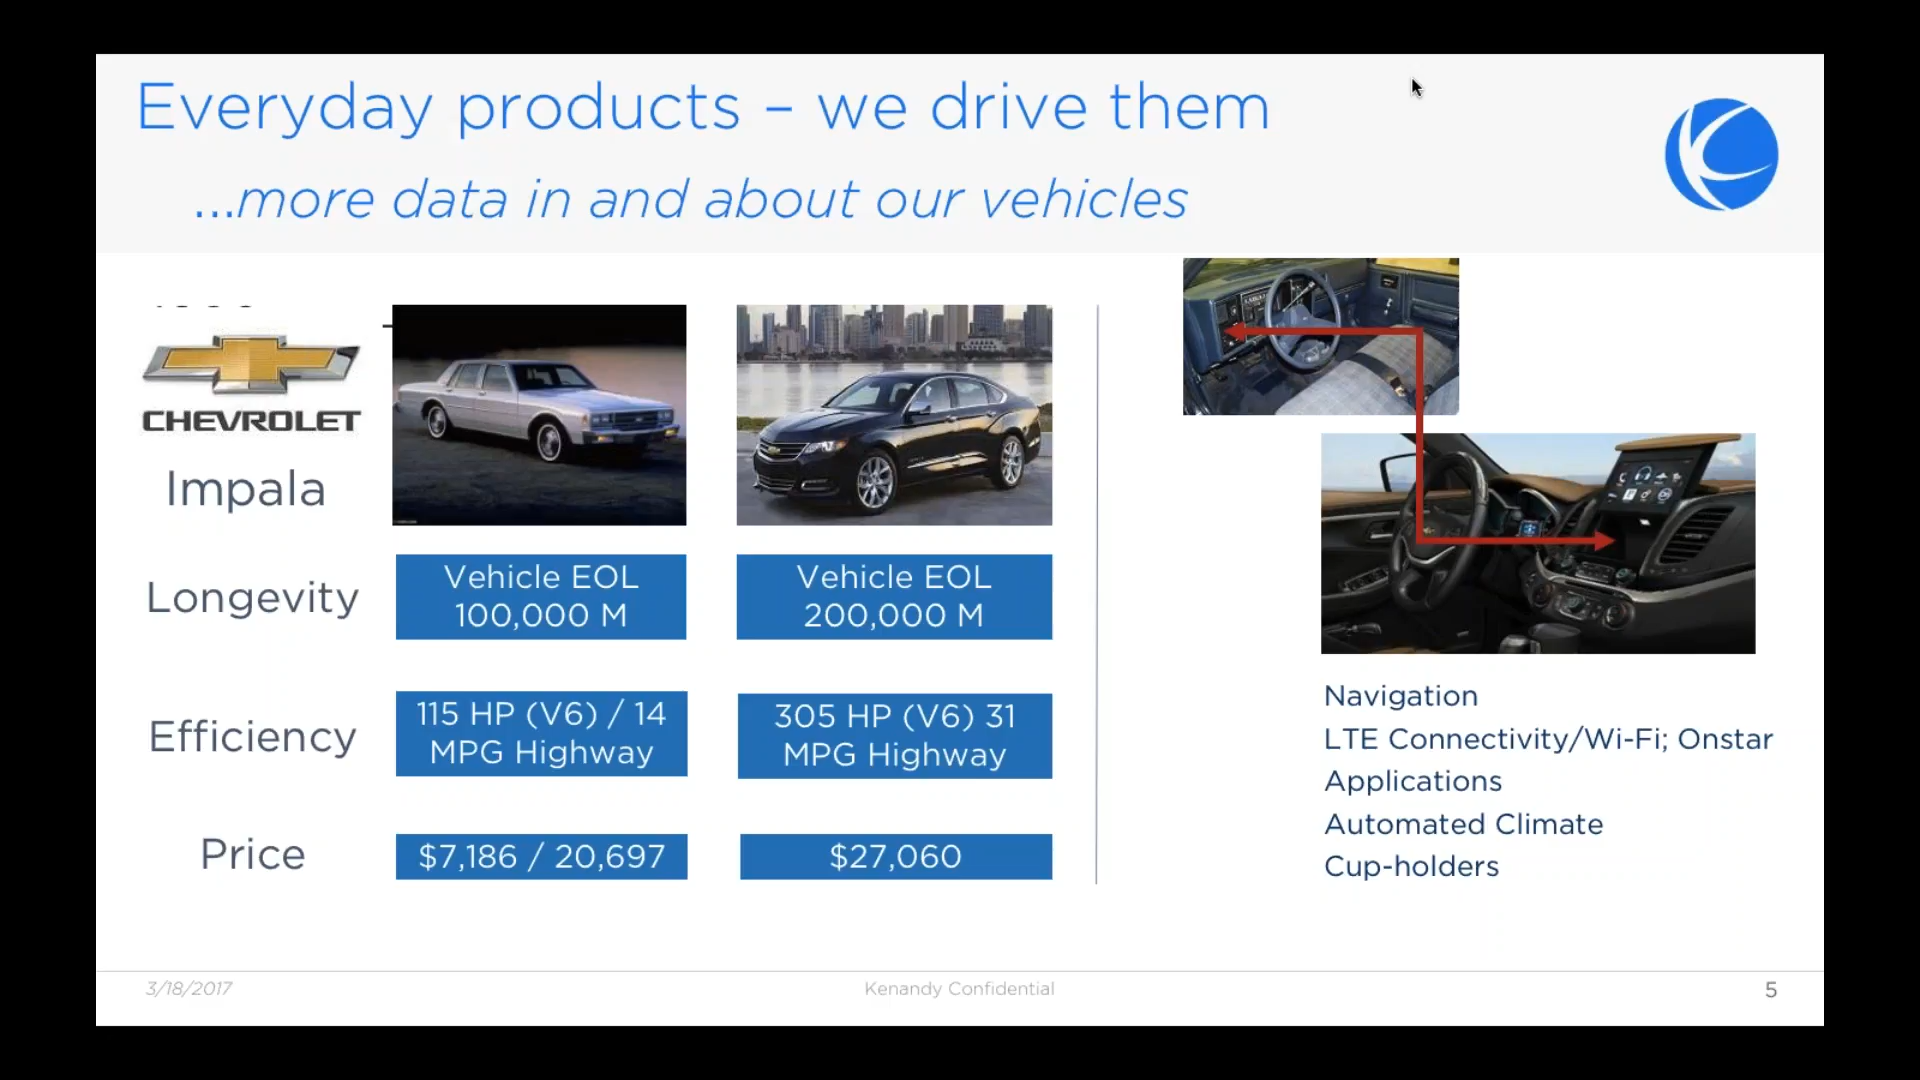 Everyday products – we drive them
...more data in and about our vehicles
CHEVROLET
Impala
Longevity
Vehicle EOL
100,000 M
Vehicle EOL
200,000 M
Efficiency
115 HP (V6) / 14
MPG Highway
305 HP (V6) 31
MPG Highway
Price
$7,186 / 20,697
$27,060
Navigation
LTE Connectivity/Wi-Fi; Onstar
Applications
Automated Climate
Cup-holders
3/18/2017
Kenandy Confidential
5